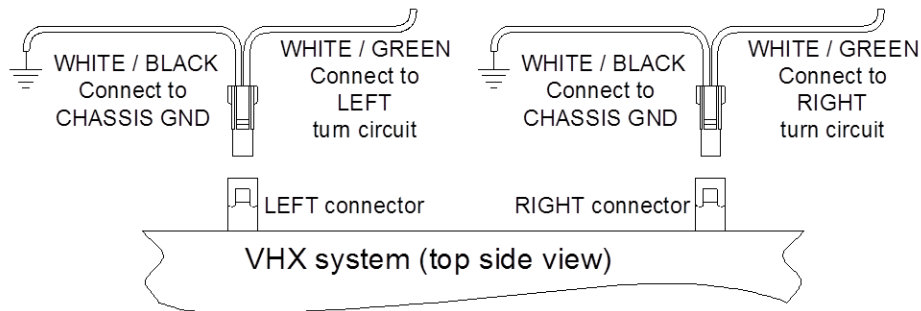 WHITE / BLACK
Connect to
CHASSIS GND
WHITE / GREEN
Connect to
LEFT
turn circuit
WHITE / BLACK
Connect to
CHASSIS GND
WHITE / GREEN
Connect to
RIGHT
turn circuit
LEFT connector
RIGHT connector
VHX system (top side view)